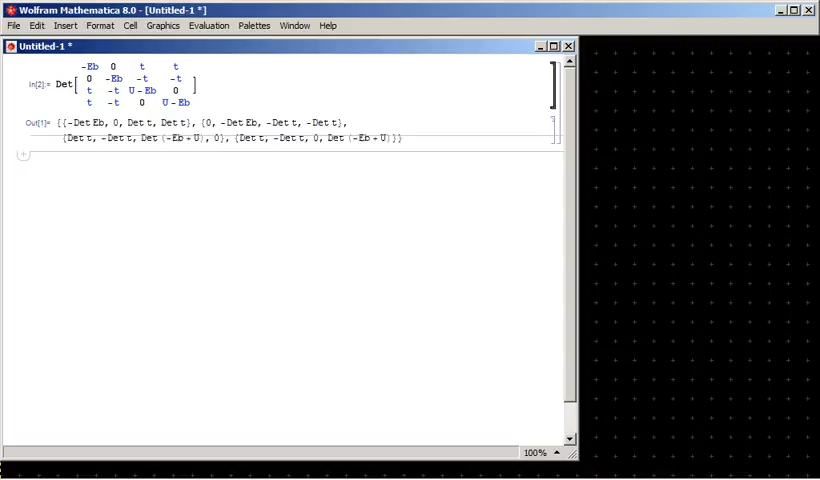 Wolfram Mathematica 8.0 - [Untitled-1 *]
File Edit Insert Format Cell Graphics Evaluation Palettes Window Help
Untitled-1 *
-Eb 0 t t
0 -Eb -t -t
In[2]:= Det[
t -t U-Eb 0
t -t 0 U-Eb
]
Out[1]= {{-Det Eb, 0, Det t, Det t}, {0, -Det Eb, -Det t, -Det t},
{Det t, -Det t, Det (-Eb + U), 0}, {Det t, -Det t, 0, Det (-Eb + U)}}
100%